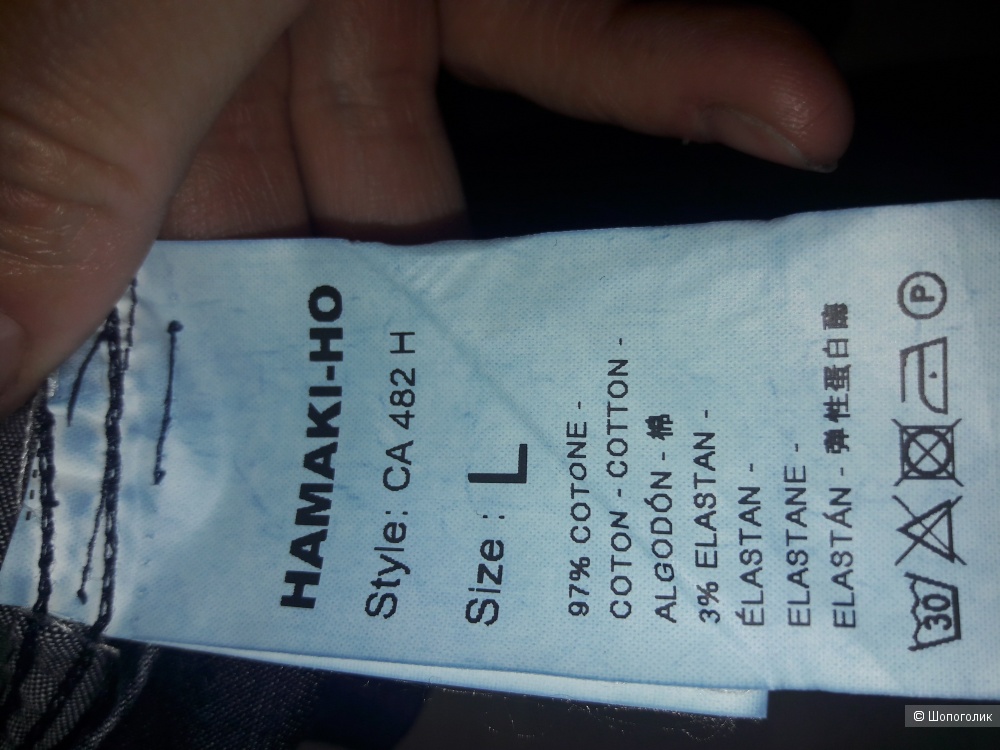 HAMAKI-HO
Style: CA 482 H
Size : L
97% COTONE -
COTON - COTTON -
ALGODÓN - 棉
3% ELASTAN -
ÉLASTAN -
ELASTANE -
ELASTÁN - 弹性蛋白酶
30 P
© Шопоголик